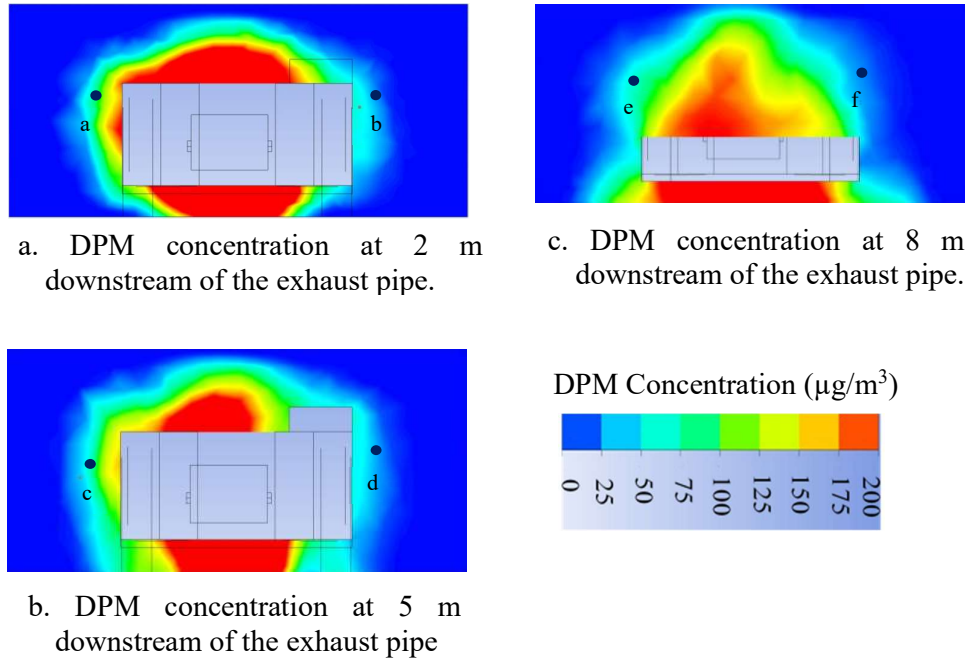 a
b
a. DPM concentration at 2 m
downstream of the exhaust pipe.
e
f
c. DPM concentration at 8 m
downstream of the exhaust pipe.
c
d
b. DPM concentration at 5 m
downstream of the exhaust pipe
DPM Concentration (µg/m³)
0 25 50 75 100 125 150 175 200